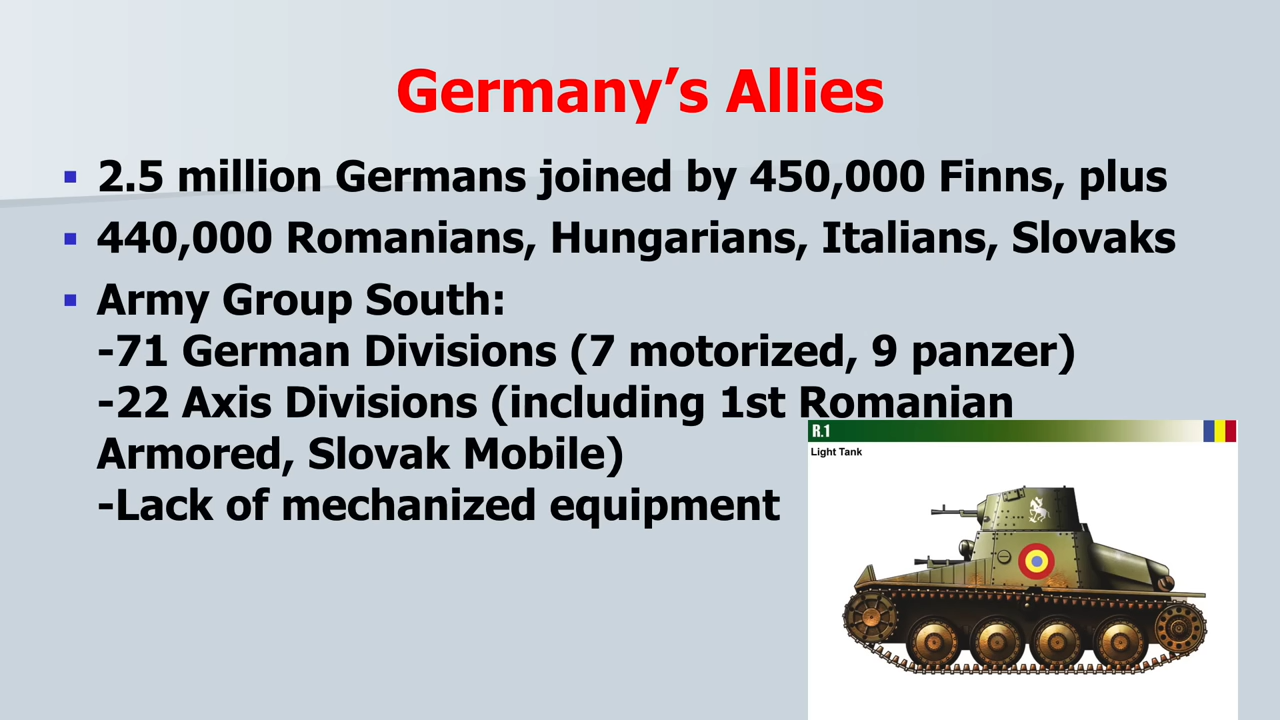 Germany’s Allies
▪ 2.5 million Germans joined by 450,000 Finns, plus
▪ 440,000 Romanians, Hungarians, Italians, Slovaks
▪ Army Group South:
-71 German Divisions (7 motorized, 9 panzer)
-22 Axis Divisions (including 1st Romanian
Armored, Slovak Mobile)
-Lack of mechanized equipment
R.1
Light Tank